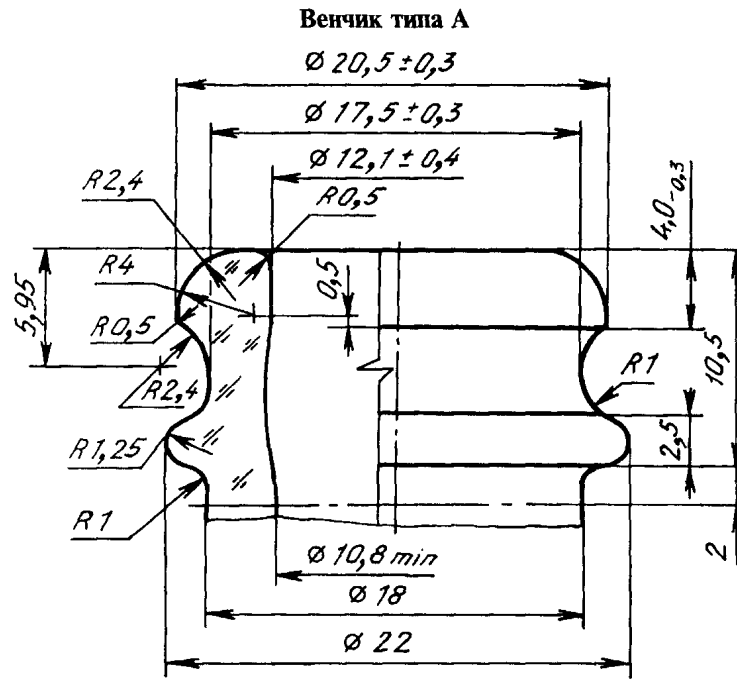 Венчик типа А
Ø 20,5 ± 0,3
Ø 17,5 ± 0,3
Ø 12,1 ± 0,4
R2,4
R0,5
4,0-0,3
R4
0,5
5,95
R0,5
R2,4
R1
10,5
R1,25
2,5
R1
2
Ø 10,8 min
Ø 18
Ø 22